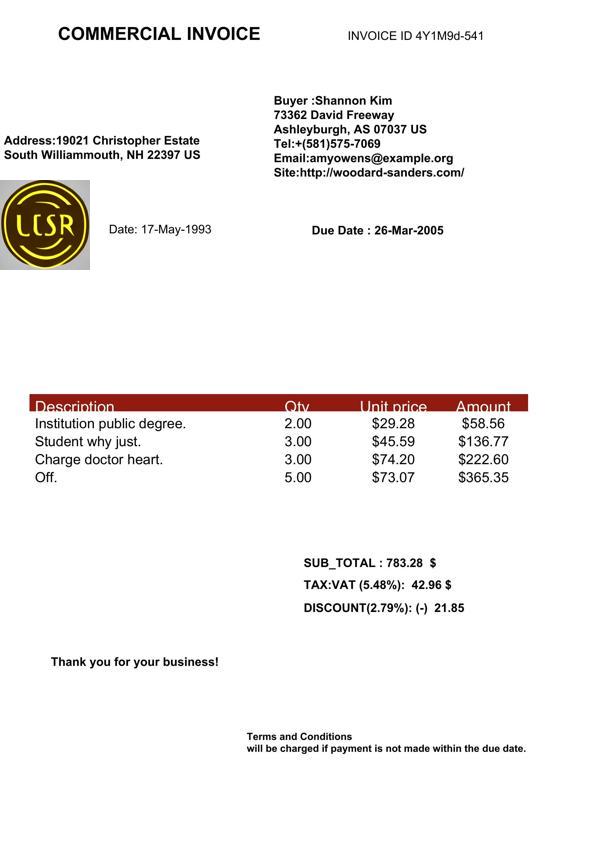 COMMERCIAL INVOICE INVOICE ID 4Y1M9d-541
Buyer :Shannon Kim
73362 David Freeway
Ashleyburgh, AS 07037 US
Tel:+(581)575-7069
Email:amyowens@example.org
Site:http://woodard-sanders.com/
Address:19021 Christopher Estate
South Williammouth, NH 22397 US
LCSR
Date: 17-May-1993 Due Date : 26-Mar-2005
Description Qty Unit price Amount
Institution public degree. 2.00 $29.28 $58.56
Student why just. 3.00 $45.59 $136.77
Charge doctor heart. 3.00 $74.20 $222.60
Off. 5.00 $73.07 $365.35
SUB_TOTAL : 783.28 $
TAX:VAT (5.48%): 42.96 $
DISCOUNT(2.79%): (-) 21.85
Thank you for your business!
Terms and Conditions
will be charged if payment is not made within the due date.